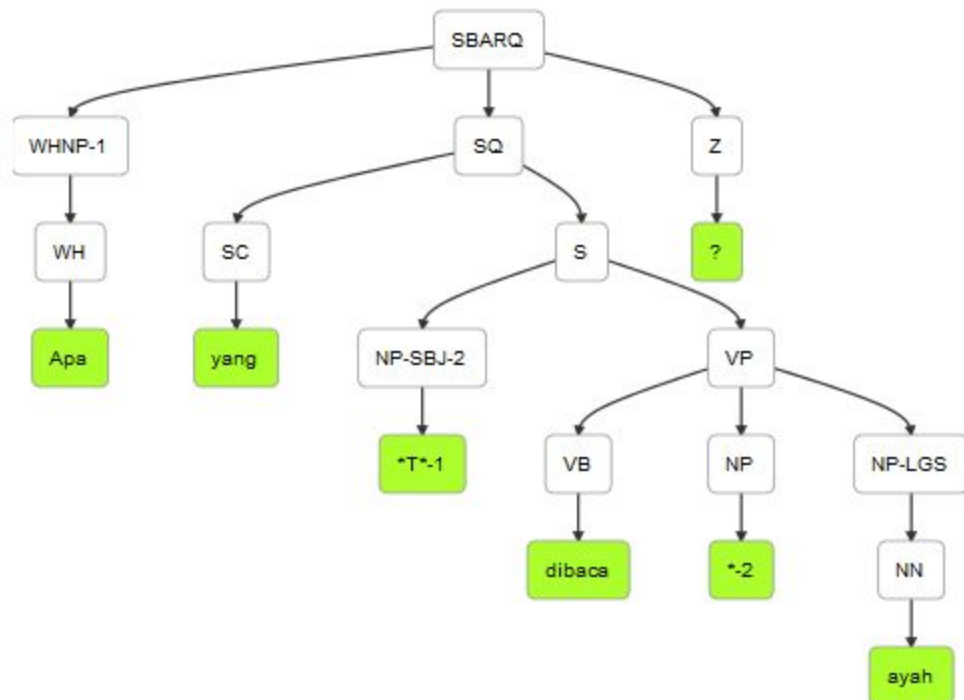 SBARQ
WHNP-1 SQ Z
WH SC S ?
Apa yang NP-SBJ-2 VP
*T*-1 VB NP NP-LGS
dibaca *-2 NN
ayah